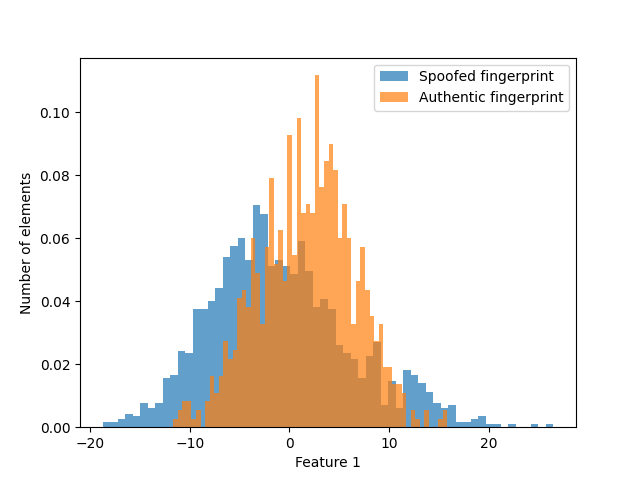 Spoofed fingerprint
Authentic fingerprint
0.10
0.08
0.06
0.04
0.02
0.00
Number of elements
−20
−10
0
10
20
Feature 1